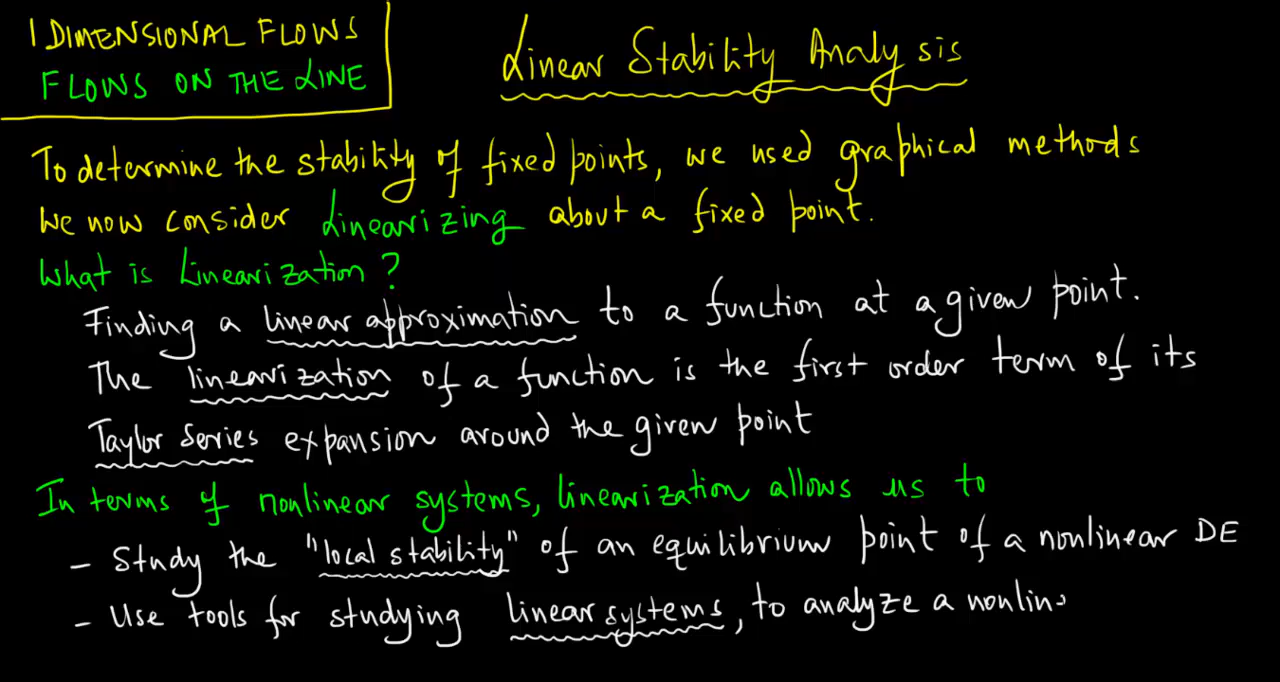 1 DIMENSIONAL FLOWS
FLOWS ON THE LINE
Linear Stability Analysis
To determine the stability of fixed points, we used graphical methods
We now consider Linearizing about a fixed point.
What is Linearization?
Finding a linear approximation to a function at a given point.
The linearization of a function is the first order term of its
Taylor Series expansion around the given point
In terms of nonlinear systems, linearization allows us to
- Study the "local stability" of an equilibrium point of a nonlinear DE
- Use tools for studying linear systems, to analyze a nonlin